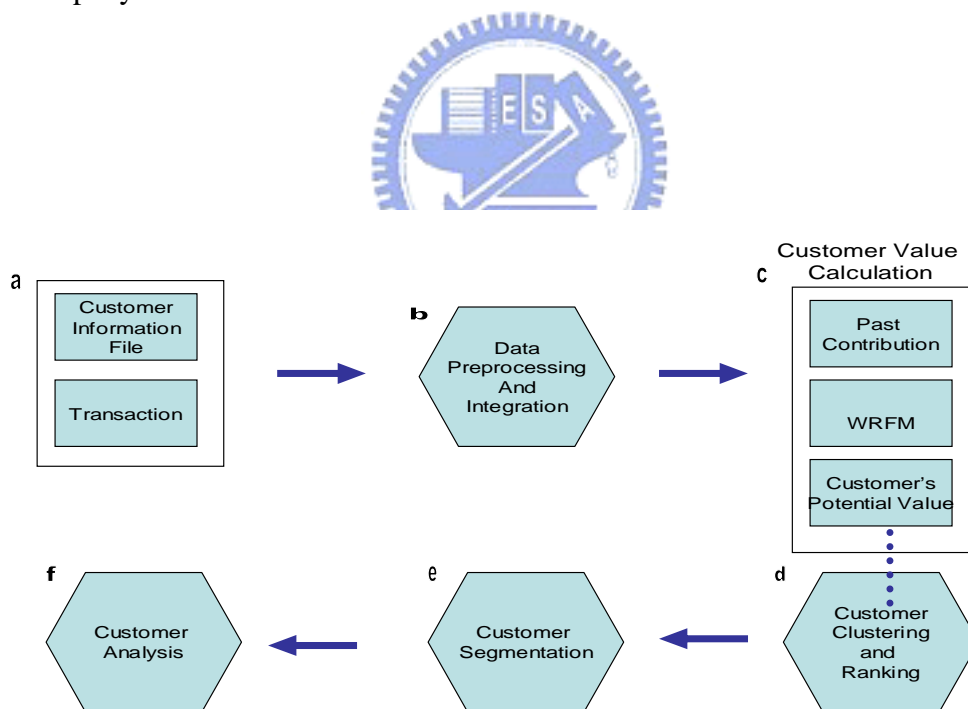 E S A
Customer Value
Calculation
a
Customer
Information
File
Transaction
b
Data
Preprocessing
And
Integration
c
Past
Contribution
WRFM
Customer's
Potential Value
f
Customer
Analysis
e
Customer
Segmentation
d
Customer
Clustering
and
Ranking